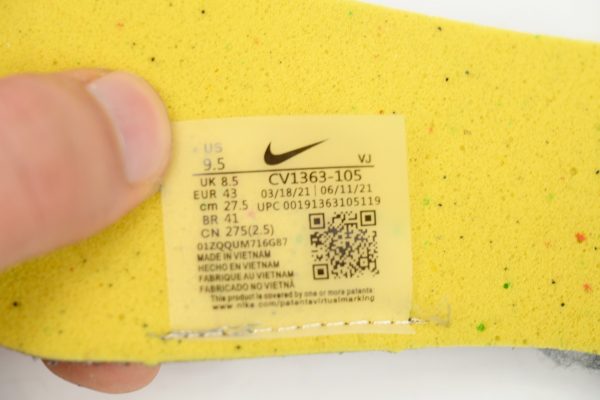 US
9.5
VJ
UK 8.5
CV1363-105
EUR 43
03/18/21 | 06/11/21
cm 27.5
UPC 00191363105119
BR 41
CN 275(2.5)
01ZQQUM716G87
MADE IN VIETNAM
HECHO EN VIETNAM
FABRIQUE AU VIETNAM
FABRICADO NO VIETNÃ
This product is covered by one or more patents:
www.nike.com/patentsvirtualmarking